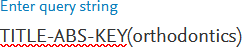 Enter query string
TITLE-ABS-KEY(orthodontics)